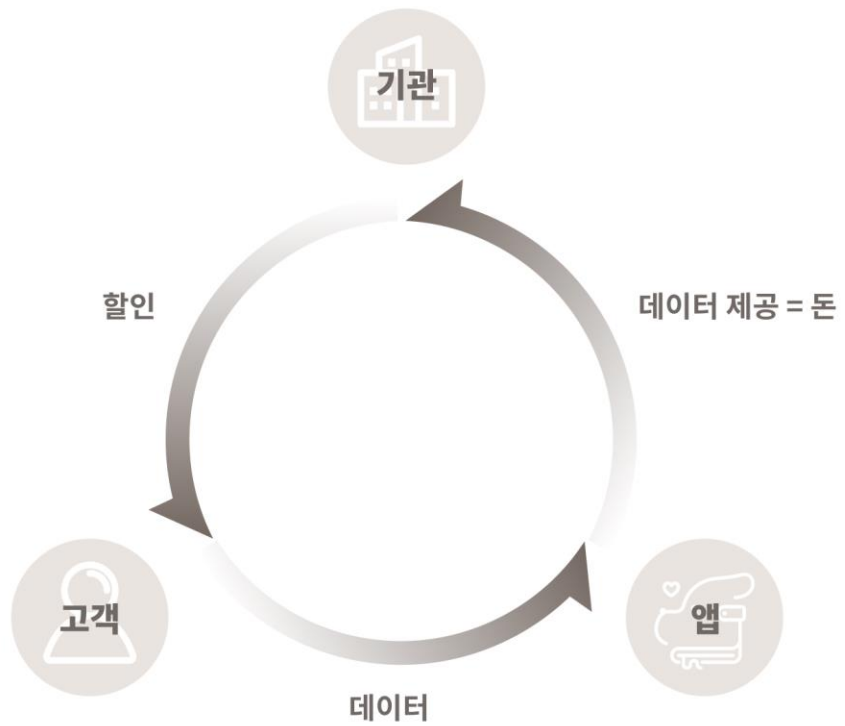 기관
할인
데이터 제공 = 돈
고객
앱
데이터